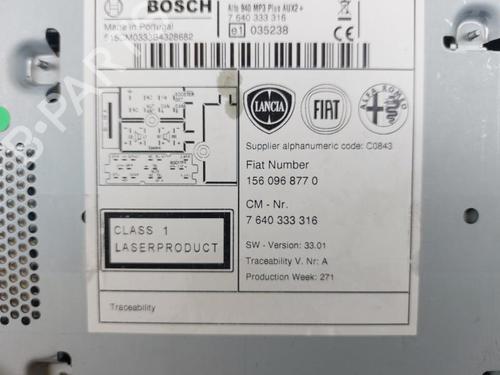 BOSCH
Made in Portugal
Alfa 940 MP3 Plus AUX2+
7 640 333 316
e1 035238
LANCIA FIAT ALFA ROMEO
Supplier alphanumeric code: C0843
Fiat Number
156 096 877 0
CM - Nr.
7 640 333 316
CLASS 1
LASERPRODUCT
SW - Version: 33.01
Traceability V. Nr: A
Production Week: 271
Traceability